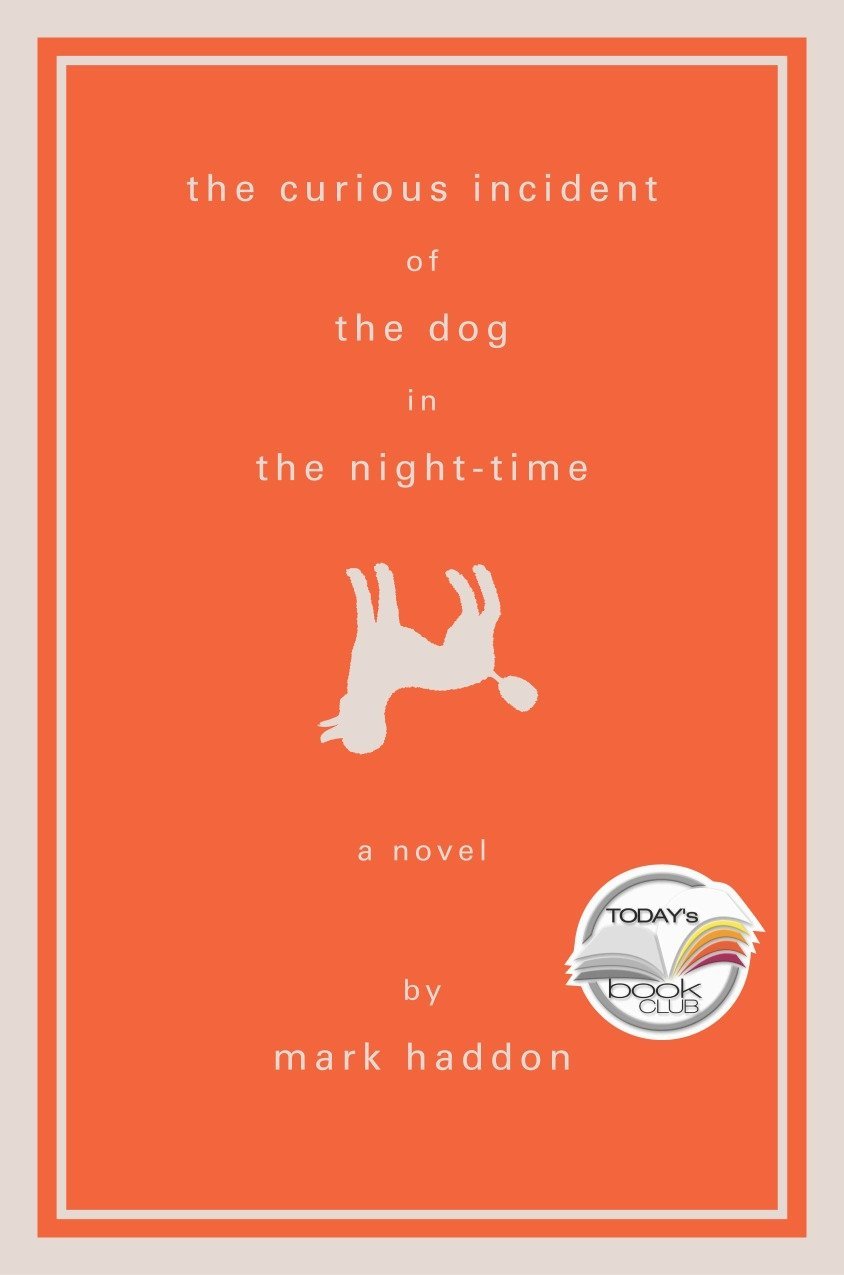 the curious incident
of
the dog
in
the night-time
a novel
TODAY's
book
CLUB
by
mark haddon